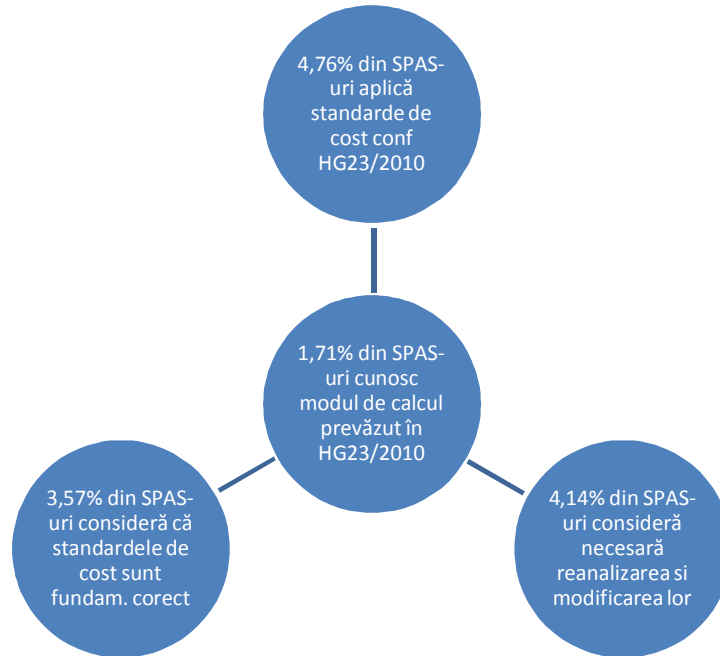 4,76% din SPAS-
uri aplică
standarde de
cost conf
HG23/2010
1,71% din SPAS-
uri cunosc
modul de calcul
prevăzut în
HG23/2010
3,57% din SPAS-
uri consideră că
standardele de
cost sunt
fundam. corect
4,14% din SPAS-
uri consideră
necesară
reanalizarea si
modificarea lor